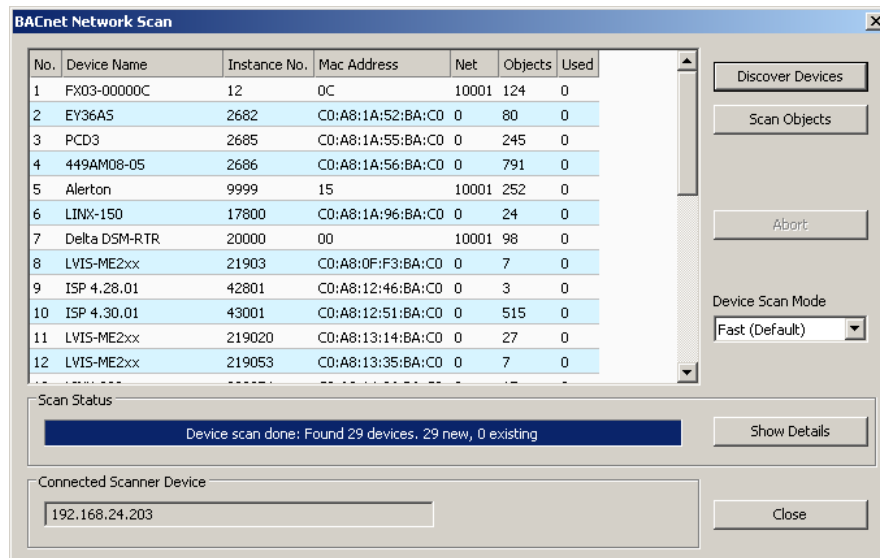 BACnet Network Scan
No. Device Name Instance No. Mac Address Net Objects Used
1 FX03-00000C 12 0C 10001 124 0
2 EY36AS 2682 C0:A8:1A:52:BA:C0 0 80 0
3 PCD3 2685 C0:A8:1A:55:BA:C0 0 245 0
4 449AM08-05 2686 C0:A8:1A:56:BA:C0 0 791 0
5 Alerton 9999 15 10001 252 0
6 LINX-150 17800 C0:A8:1A:96:BA:C0 0 24 0
7 Delta DSM-RTR 20000 00 10001 98 0
8 LVIS-ME2xx 21903 C0:A8:0F:F3:BA:C0 0 7 0
9 ISP 4.28.01 42801 C0:A8:12:46:BA:C0 0 3 0
10 ISP 4.30.01 43001 C0:A8:12:51:BA:C0 0 515 0
11 LVIS-ME2xx 219020 C0:A8:13:14:BA:C0 0 27 0
12 LVIS-ME2xx 219053 C0:A8:13:35:BA:C0 0 7 0
Discover Devices
Scan Objects
Abort
Device Scan Mode
Fast (Default)
Scan Status
Device scan done: Found 29 devices. 29 new, 0 existing
Show Details
Connected Scanner Device
192.168.24.203
Close